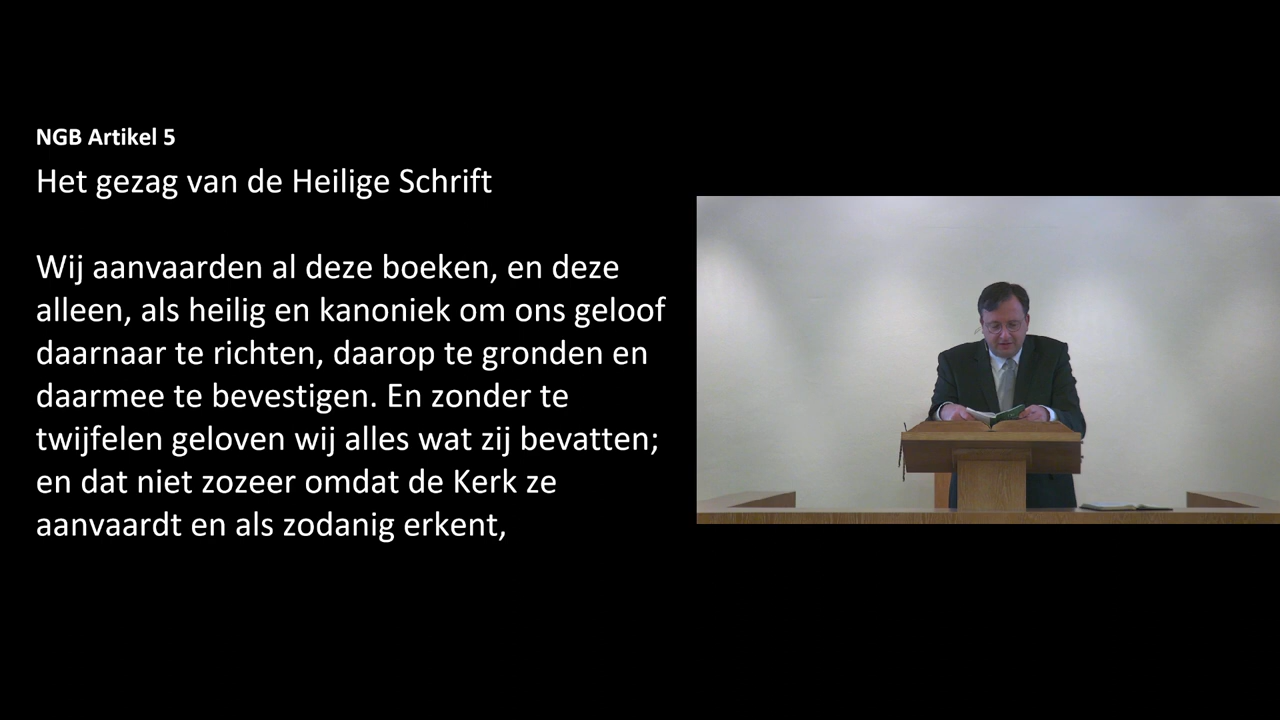 NGB Artikel 5
Het gezag van de Heilige Schrift
Wij aanvaarden al deze boeken, en deze
alleen, als heilig en kanoniek om ons geloof
daarnaar te richten, daarop te gronden en
daarmee te bevestigen. En zonder te
twijfelen geloven wij alles wat zij bevatten;
en dat niet zozeer omdat de Kerk ze
aanvaardt en als zodanig erkent,